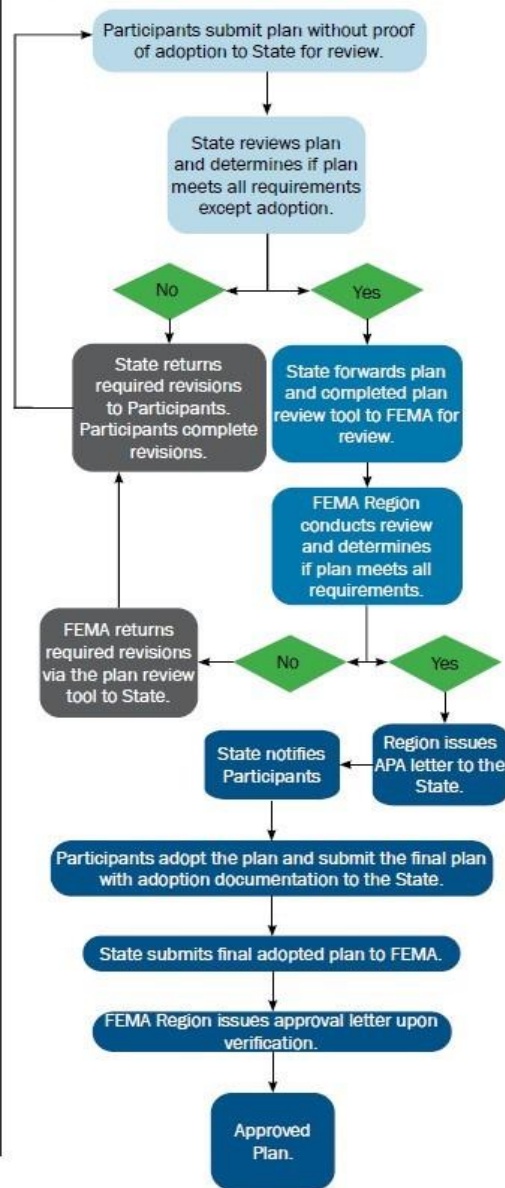 Participants submit plan without proof
of adoption to State for review.
State reviews plan
and determines if plan
meets all requirements
except adoption.
No
Yes
State returns
required revisions
to Participants.
Participants complete
revisions.
State forwards plan
and completed plan
review tool to FEMA for
review.
FEMA Region
conducts review
and determines
if plan meets all
requirements.
FEMA returns
required revisions
via the plan review
tool to State.
No
Yes
Region issues
APA letter to the
State.
State notifies
Participants
Participants adopt the plan and submit the final plan
with adoption documentation to the State.
State submits final adopted plan to FEMA.
FEMA Region issues approval letter upon
verification.
Approved
Plan.